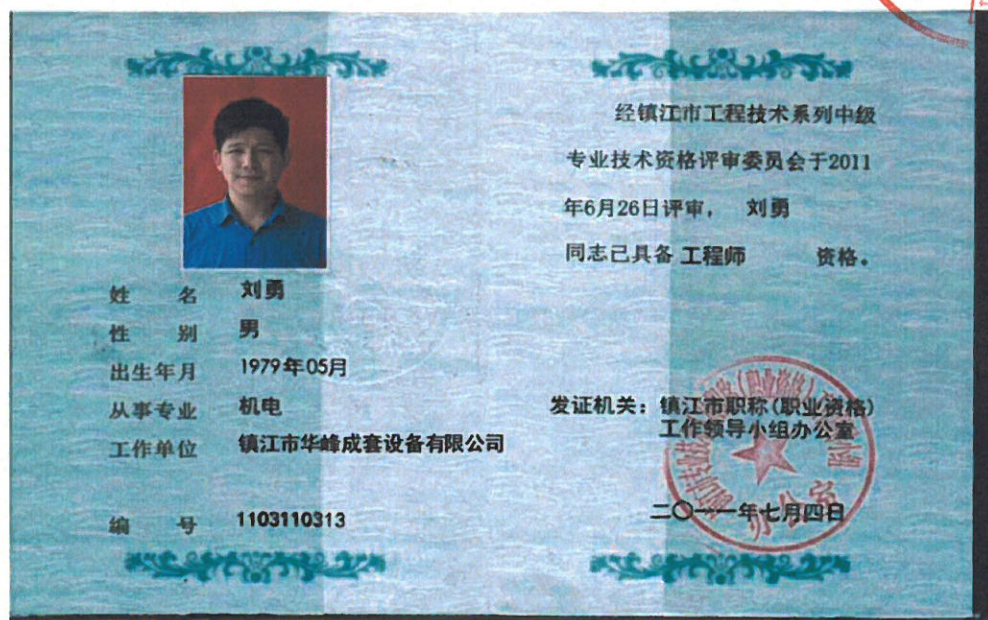 姓 名 刘勇
性 别 男
出生年月 1979年05月
从事专业 机电
工作单位 镇江市华峰成套设备有限公司
编 号 1103110313
经镇江市工程技术系列中级
专业技术资格评审委员会于2011
年6月26日评审， 刘勇
同志已具备 工程师 资格。
发证机关：镇江市职称(职业资格)
工作领导小组办公室
二〇一一年七月四日
办公室